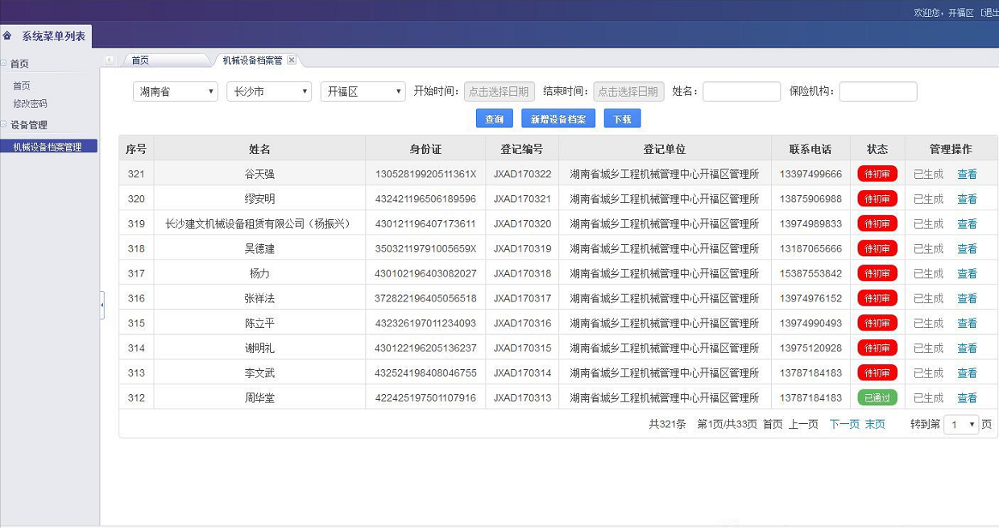 欢迎您，开福区 [退出
系统菜单列表
首页
首页
修改密码
设备管理
机械设备档案管理
首页 机械设备档案管
湖南省 长沙市 开福区 开始时间： 点击选择日期 结束时间： 点击选择日期 姓名： 保险机构：
查询 新增设备档案 下载
序号 姓名 身份证 登记编号 登记单位 联系电话 状态 管理操作
321 谷天强 13052819920511361X JXAD170322 湖南省城乡工程机械管理中心开福区管理所 13397499666 待初审 已生成 查看
320 缪安明 432421196506189596 JXAD170321 湖南省城乡工程机械管理中心开福区管理所 13875906988 待初审 已生成 查看
319 长沙建文机械设备租赁有限公司（杨振兴） 430121196407173611 JXAD170320 湖南省城乡工程机械管理中心开福区管理所 13974989833 待初审 已生成 查看
318 吴德建 35032119791005659X JXAD170319 湖南省城乡工程机械管理中心开福区管理所 13187065666 待初审 已生成 查看
317 杨力 430102196403082027 JXAD170318 湖南省城乡工程机械管理中心开福区管理所 15387553842 待初审 已生成 查看
316 张祥法 372822196405056518 JXAD170317 湖南省城乡工程机械管理中心开福区管理所 13974976152 待初审 已生成 查看
315 陈立平 432326197011234093 JXAD170316 湖南省城乡工程机械管理中心开福区管理所 13974990493 待初审 已生成 查看
314 谢明礼 430122196205136237 JXAD170315 湖南省城乡工程机械管理中心开福区管理所 13975120928 待初审 已生成 查看
313 李文武 432524198408046755 JXAD170314 湖南省城乡工程机械管理中心开福区管理所 13787184183 待初审 已生成 查看
312 周华堂 422425197501107916 JXAD170313 湖南省城乡工程机械管理中心开福区管理所 13787184183 已通过 已生成 查看
共321条 第1页/共33页 首页 上一页 下一页 末页 转到第 1 页